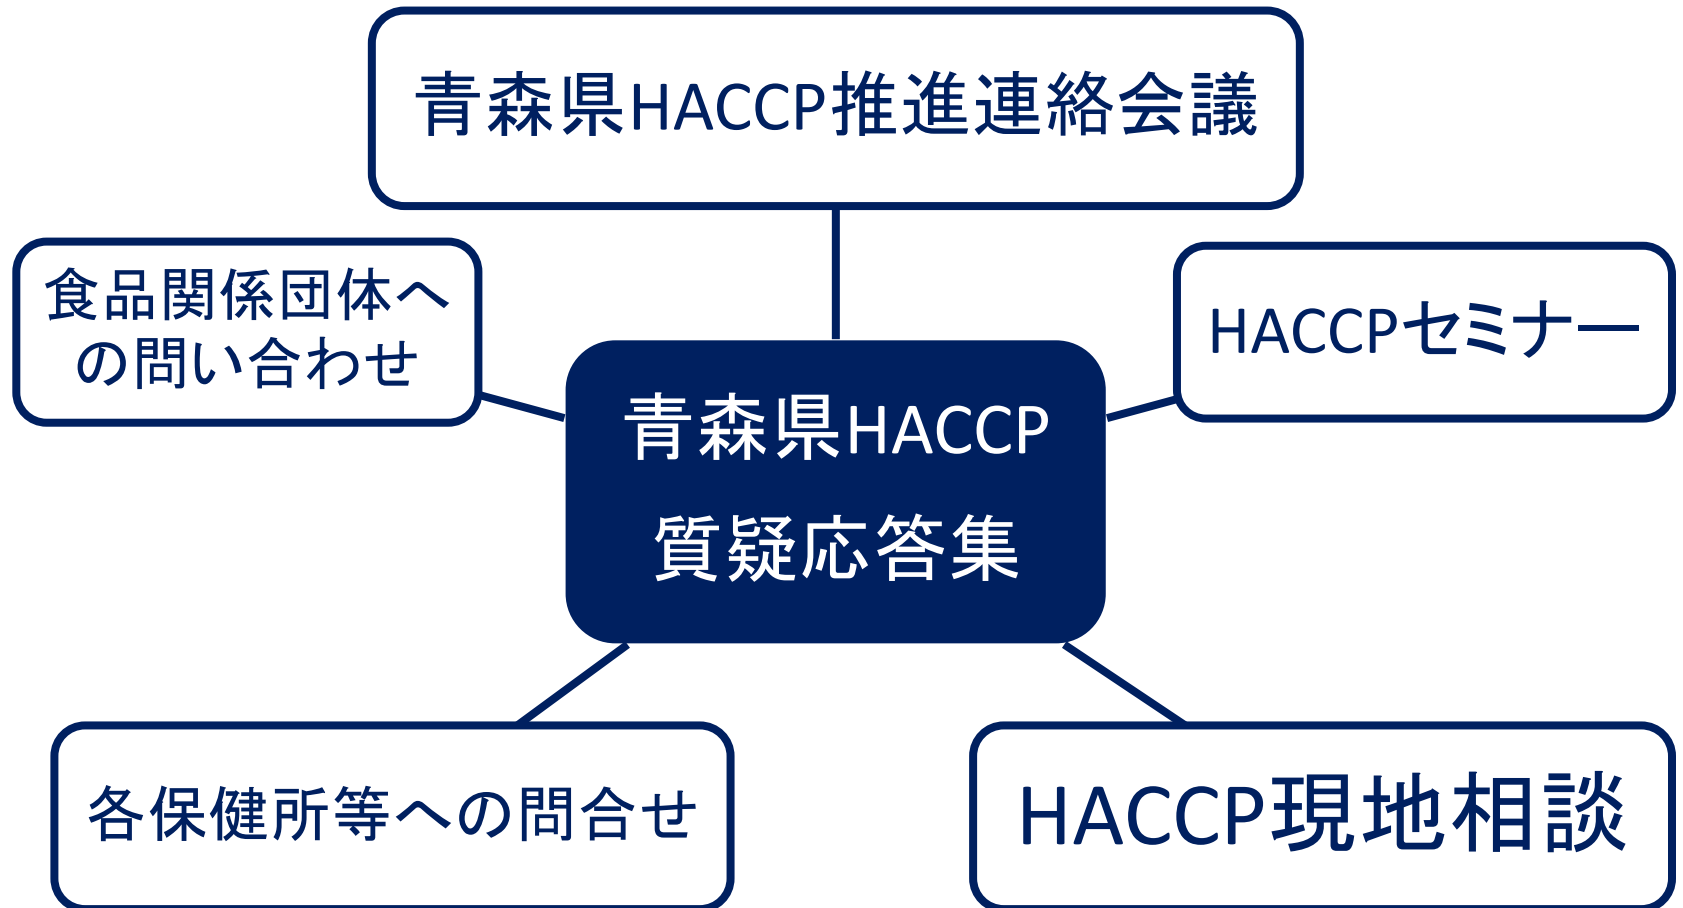 青森県HACCP推進連絡会議
食品関係団体へ
の問い合わせ
HACCPセミナー
青森県HACCP
質疑応答集
各保健所等への問合せ
HACCP現地相談